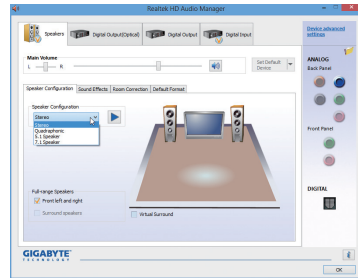 Realtek HD Audio Manager
Speakers
Digital Output(Optical)
Digital Output
Digital Input
Device advanced settings
Main Volume
L
R
Set Default Device
ANALOG
Back Panel
Speaker Configuration
Sound Effects
Room Correction
Default Format
Speaker Configuration
Stereo
Stereo
Quadraphonic
5.1 Speaker
7.1 Speaker
Front Panel
Full-range Speakers
Front left and right
Surround speakers
Virtual Surround
DIGITAL
GIGABYTE
TECHNOLOGY
OK